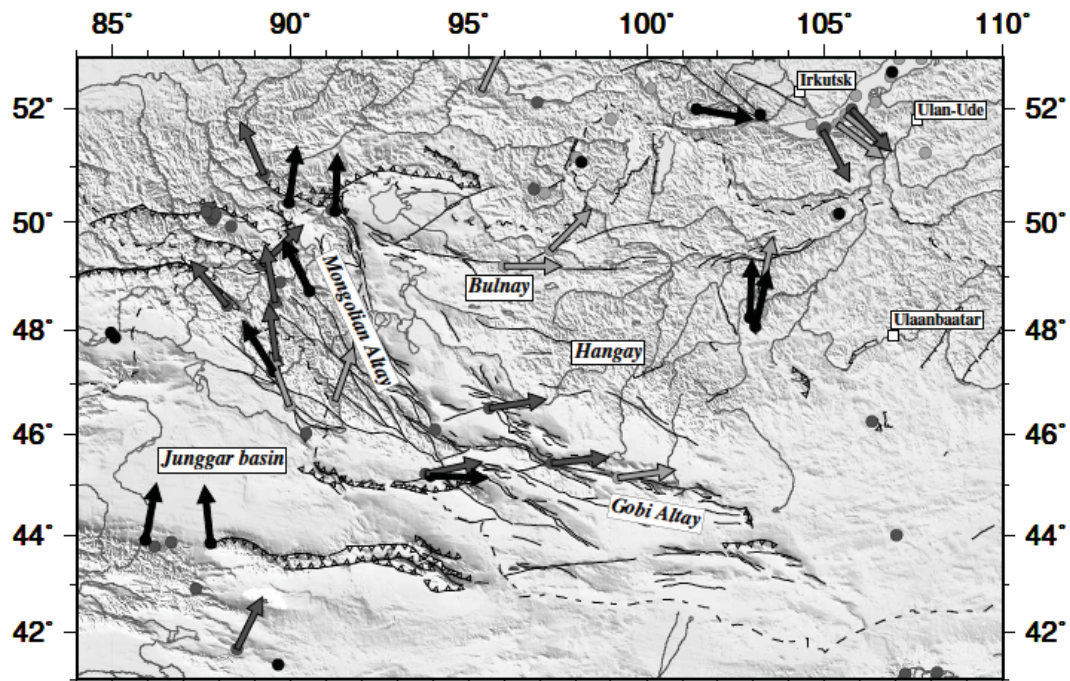 85° 90° 95° 100° 105° 110°
Irkutsk
52° 52°
Ulan-Ude
50° 50°
Bulnay
Mongolian Altay
48° Ulaanbaatar 48°
Hangay
46° 46°
Junggar basin
Gobi Altay
44° 44°
42° 42°